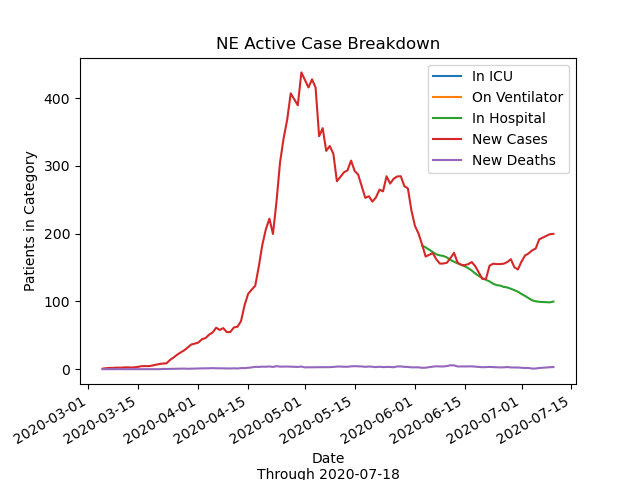 NE Active Case Breakdown
Patients in Category
400
300
200
100
0
In ICU
On Ventilator
In Hospital
New Cases
New Deaths
2020-03-01
2020-03-15
2020-04-01
2020-04-15
2020-05-01
2020-05-15
2020-06-01
2020-06-15
2020-07-01
2020-07-15
Date
Through 2020-07-18